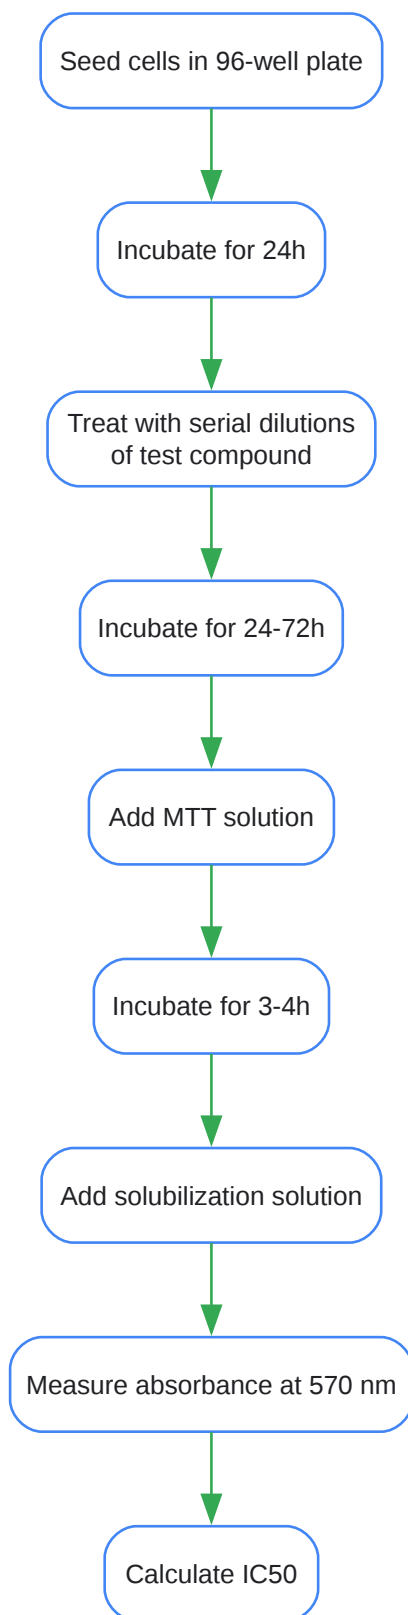 Seed cells in 96-well plate
Incubate for 24h
Treat with serial dilutions
of test compound
Incubate for 24-72h
Add MTT solution
Incubate for 3-4h
Add solubilization solution
Measure absorbance at 570 nm
Calculate IC50